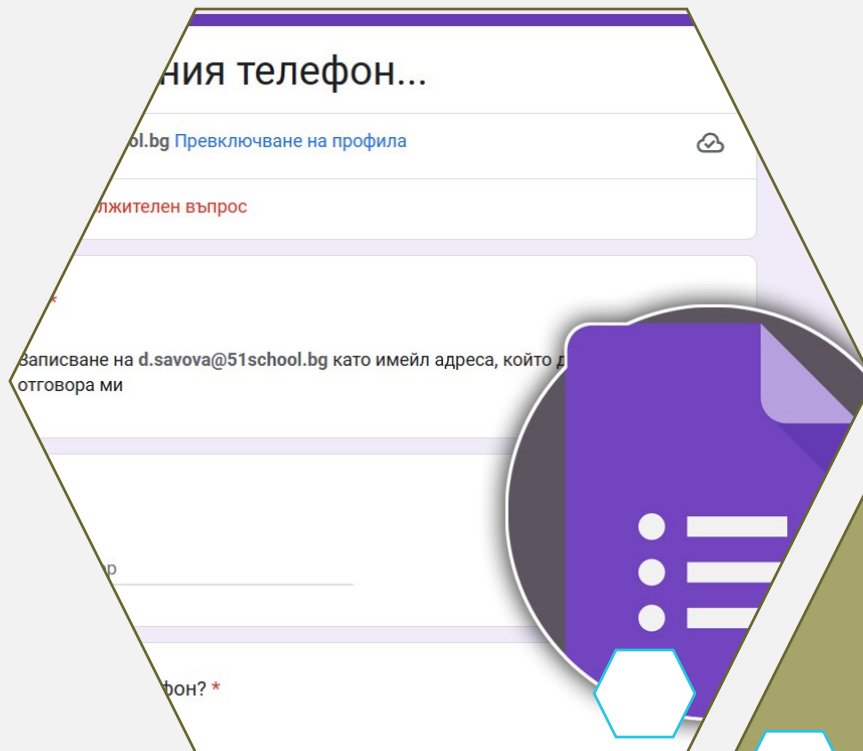 ния телефон...
ol.bg Превключване на профила
лжителен въпрос
*
Записване на d.savova@51school.bg като имейл адреса, който д
отговора ми
ор
фон? *